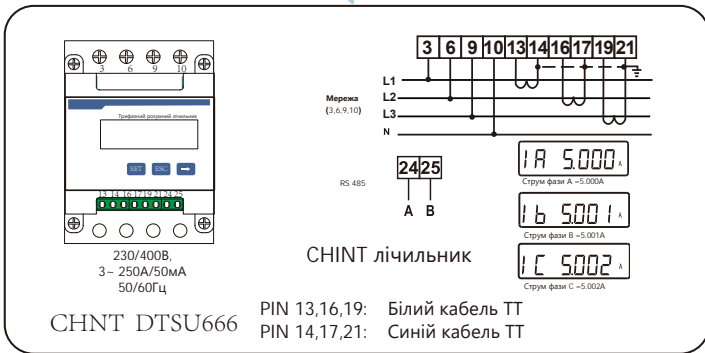 3 6 9 10
Трифазний розумний лічильник
SET ESC
13 14 16 17 19 21 24 25
230/400В,
3~ 250A/50мА
50/60Гц
CHNT DTSU666
3 6 9 10 13 14 16 17 19 21
L1
L2
L3
N
Мережа
(3,6,9,10)
RS 485
24 25
A B
CHINT лічильник
IA 5.000 A
Струм фази A =5.000A
Ib 5.001 A
Струм фази B =5.001A
IC 5.002 A
Струм фази C =5.002A
PIN 13,16,19: Білий кабель ТТ
PIN 14,17,21: Синій кабель ТТ